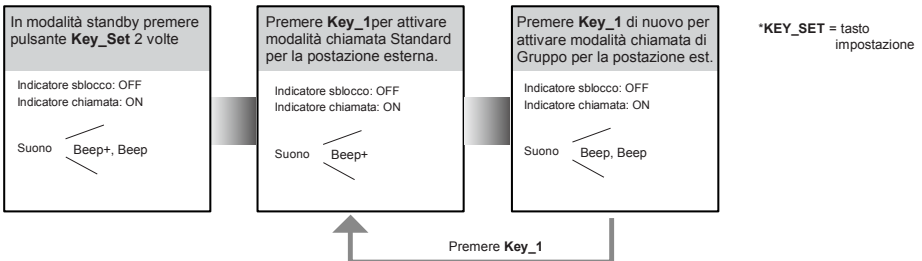 In modalità standby premere
pulsante Key_Set 2 volte
Indicatore sblocco: OFF
Indicatore chiamata: ON
Suono
Beep+, Beep
Premere Key_1per attivare
modalità chiamata Standard
per la postazione esterna.
Indicatore sblocco: OFF
Indicatore chiamata: ON
Suono
Beep+
Premere Key_1 di nuovo per
attivare modalità chiamata di
Gruppo per la postazione est.
Indicatore sblocco: OFF
Indicatore chiamata: ON
Suono
Beep, Beep
*KEY_SET = tasto
impostazione
Premere Key_1